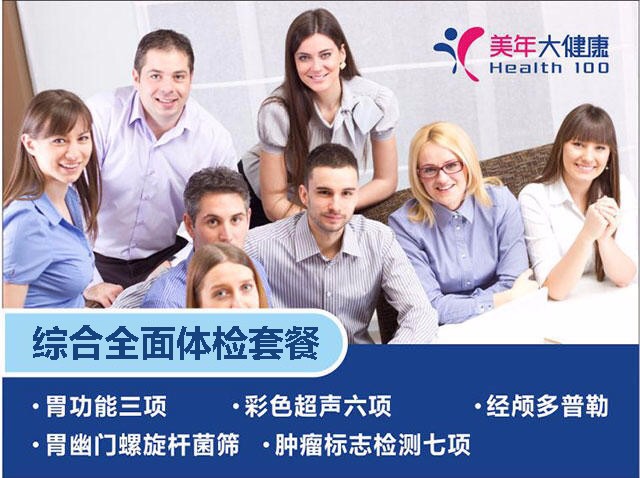 美年大健康
Health 100
综合全面体检套餐
·胃功能三项 ·彩色超声六项 ·经颅多普勒
·胃幽门螺旋杆菌筛 ·肿瘤标志检测七项